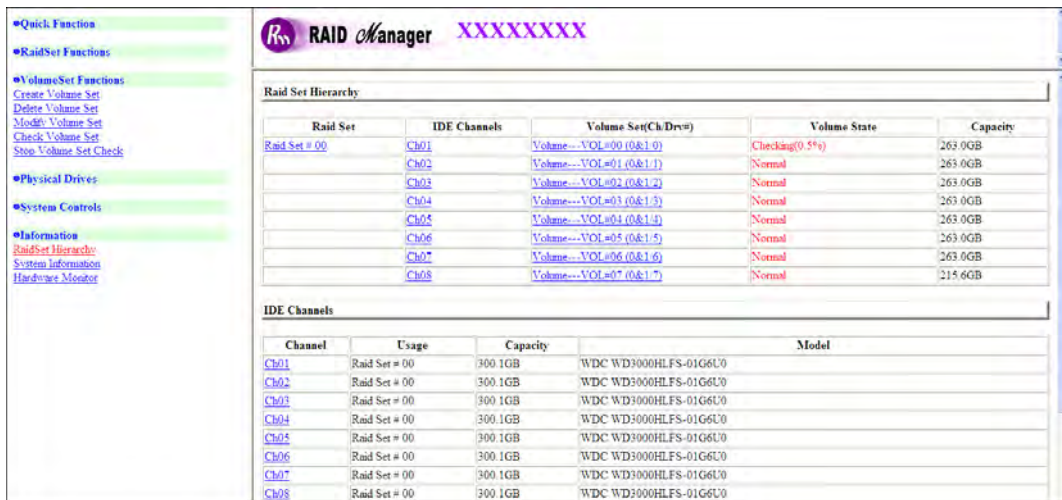 Quick Function
RaidSet Functions
VolumeSet Functions
Create Volume Set
Delete Volume Set
Modify Volume Set
Check Volume Set
Stop Volume Set Check
Physical Drives
System Controls
Information
RaidSet Hierarchy
System Information
Hardware Monitor
Rm RAID Manager XXXXXXXX
Raid Set Hierarchy
Raid Set IDE Channels Volume Set(Ch/Drv#) Volume State Capacity
Raid Set # 00 Ch01 Volume---VOL#00 (0&1/0) Checking(0.5%) 263.0GB
Ch02 Volume---VOL#01 (0&1/1) Normal 263.0GB
Ch03 Volume---VOL#02 (0&1/2) Normal 263.0GB
Ch04 Volume---VOL#03 (0&1/3) Normal 263.0GB
Ch05 Volume---VOL#04 (0&1/4) Normal 263.0GB
Ch06 Volume---VOL#05 (0&1/5) Normal 263.0GB
Ch07 Volume---VOL#06 (0&1/6) Normal 263.0GB
Ch08 Volume---VOL#07 (0&1/7) Normal 215.6GB
IDE Channels
Channel Usage Capacity Model
Ch01 Raid Set # 00 300.1GB WDC WD3000HLFS-01G6U0
Ch02 Raid Set # 00 300.1GB WDC WD3000HLFS-01G6U0
Ch03 Raid Set # 00 300.1GB WDC WD3000HLFS-01G6U0
Ch04 Raid Set # 00 300.1GB WDC WD3000HLFS-01G6U0
Ch05 Raid Set # 00 300.1GB WDC WD3000HLFS-01G6U0
Ch06 Raid Set # 00 300.1GB WDC WD3000HLFS-01G6U0
Ch07 Raid Set # 00 300.1GB WDC WD3000HLFS-01G6U0
Ch08 Raid Set # 00 300.1GB WDC WD3000HLFS-01G6U0